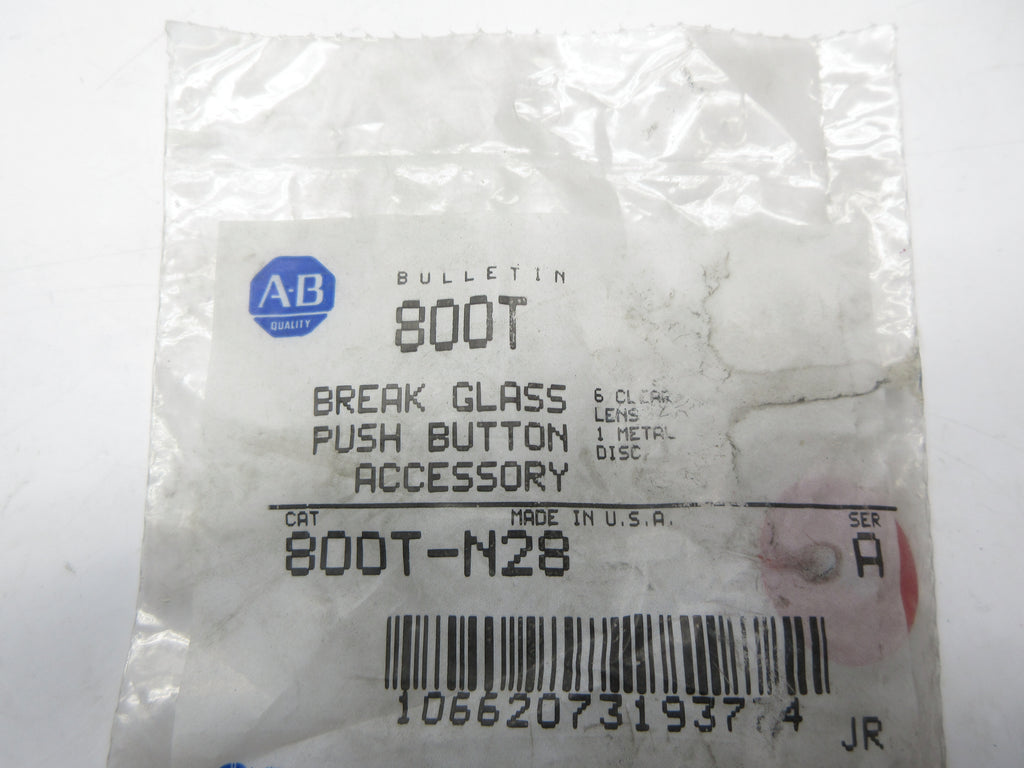 A-B
QUALITY
BULLETIN
800T
BREAK GLASS
PUSH BUTTON
ACCESSORY
6 CLEAR
LENS
1 METAL
DISC
CAT MADE IN U.S.A. SER
800T-N28 A
JR